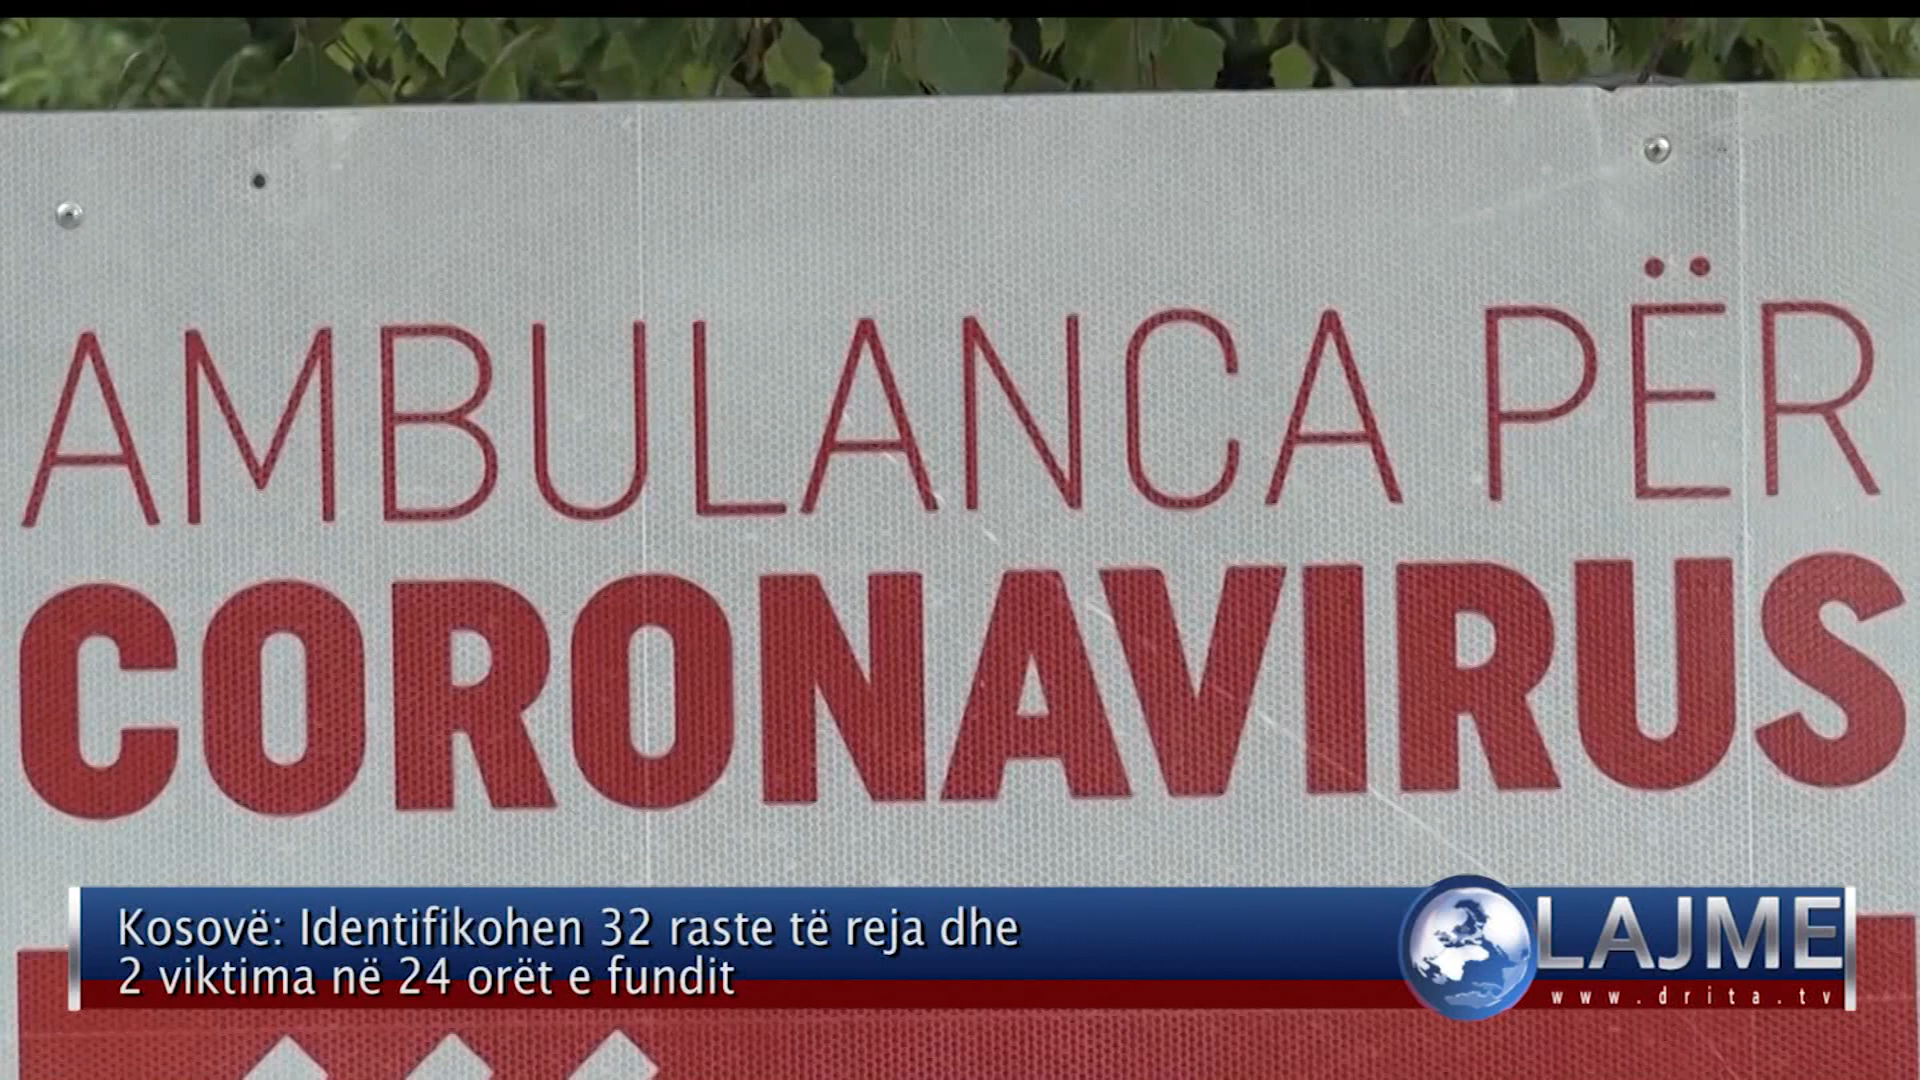 AMBULANCA PËR
CORONAVIRUS
Kosovë: Identifikohen 32 raste të reja dhe
2 viktima në 24 orët e fundit
LAJME
www.drita.tv